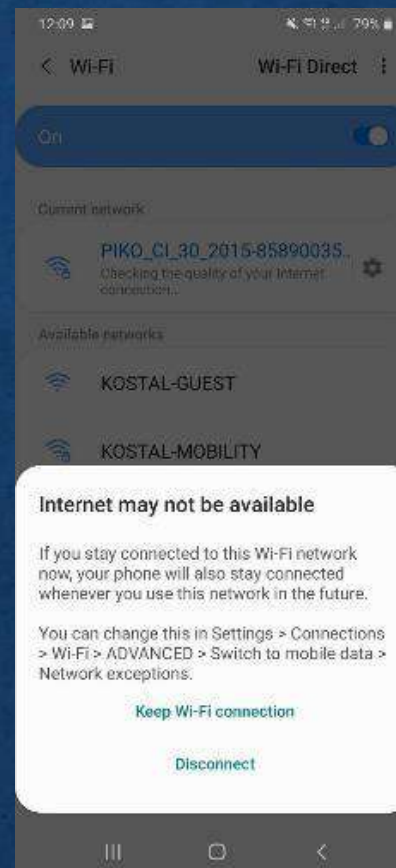 12:09
79%
Wi-Fi
Wi-Fi Direct
On
Current network
PIKO_CI_30_2015-85890035..
Checking the quality of your Internet
connection...
Available networks
KOSTAL-GUEST
KOSTAL-MOBILITY
Internet may not be available
If you stay connected to this Wi-Fi network
now, your phone will also stay connected
whenever you use this network in the future.
You can change this in Settings > Connections
> Wi-Fi > ADVANCED > Switch to mobile data >
Network exceptions.
Keep Wi-Fi connection
Disconnect